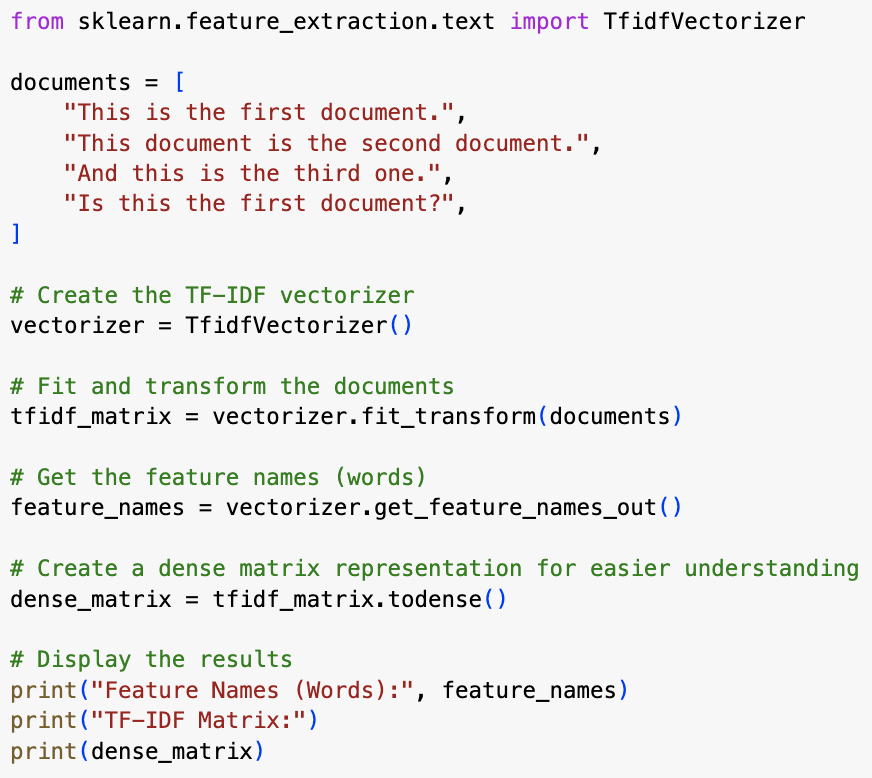 from sklearn.feature_extraction.text import TfidfVectorizer

documents = [
    "This is the first document.",
    "This document is the second document.",
    "And this is the third one.",
    "Is this the first document?",
]

# Create the TF-IDF vectorizer
vectorizer = TfidfVectorizer()

# Fit and transform the documents
tfidf_matrix = vectorizer.fit_transform(documents)

# Get the feature names (words)
feature_names = vectorizer.get_feature_names_out()

# Create a dense matrix representation for easier understanding
dense_matrix = tfidf_matrix.todense()

# Display the results
print("Feature Names (Words):", feature_names)
print("TF-IDF Matrix:")
print(dense_matrix)